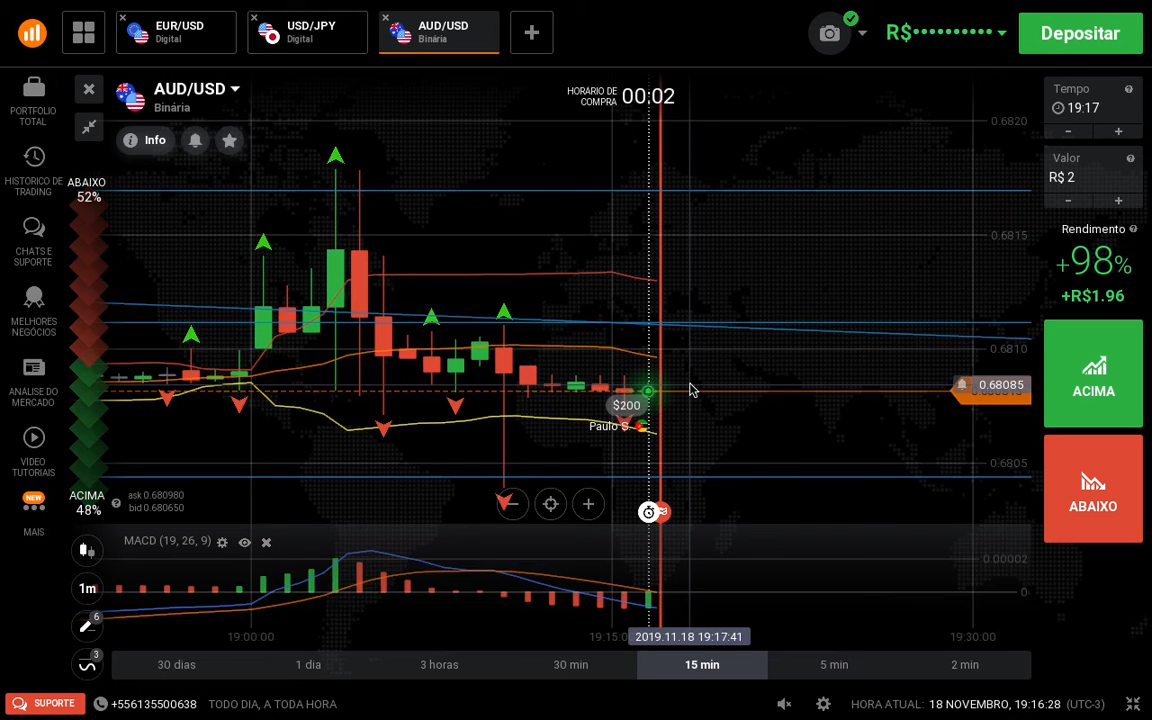 EUR/USD
Digital
USD/JPY
Digital
AUD/USD
Binária
R$••••••••••
Depositar
PORTFOLIO
TOTAL
HISTORICO DE
TRADING
CHATS E
SUPORTE
MELHORES
NEGÓCIOS
ANALISE DO
MERCADO
VIDEO
TUTORIAIS
NEW
MAIS
AUD/USD
Binária
Info
HORARIO DE
COMPRA
00:02
ABAIXO
52%
ACIMA
48%
ask 0.680980
bid 0.680650
0.6820
0.6815
0.6810
0.68085
0.6805
$200
Paulo S.
MACD (19, 26, 9)
0.00002
0
1m
6
3
19:00:00
19:15:0
2019.11.18 19:17:41
19:30:00
30 dias
1 dia
3 horas
30 min
15 min
5 min
2 min
Tempo
19:17
- +
Valor
R$ 2
- +
Rendimento
+98%
+R$1.96
ACIMA
ABAIXO
SUPORTE
+556135500638
TODO DIA, A TODA HORA
HORA ATUAL: 18 NOVEMBRO, 19:16:28 (UTC-3)